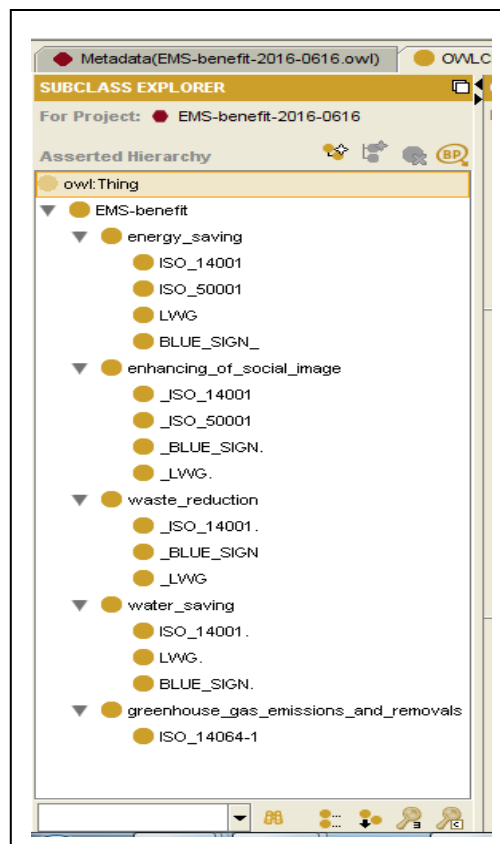 Metadata(EMS-benefit-2016-0616.owl) OWLC
SUBCLASS EXPLORER
For Project: EMS-benefit-2016-0616
Asserted Hierarchy BP
owl:Thing
EMS-benefit
energy_saving
ISO_14001
ISO_50001
LWG
BLUE_SIGN_
enhancing_of_social_image
_ISO_14001
_ISO_50001
_BLUE_SIGN.
_LWG.
waste_reduction
_ISO_14001.
_BLUE_SIGN
_LWG
water_saving
ISO_14001.
LWG.
BLUE_SIGN.
greenhouse_gas_emissions_and_removals
ISO_14064-1